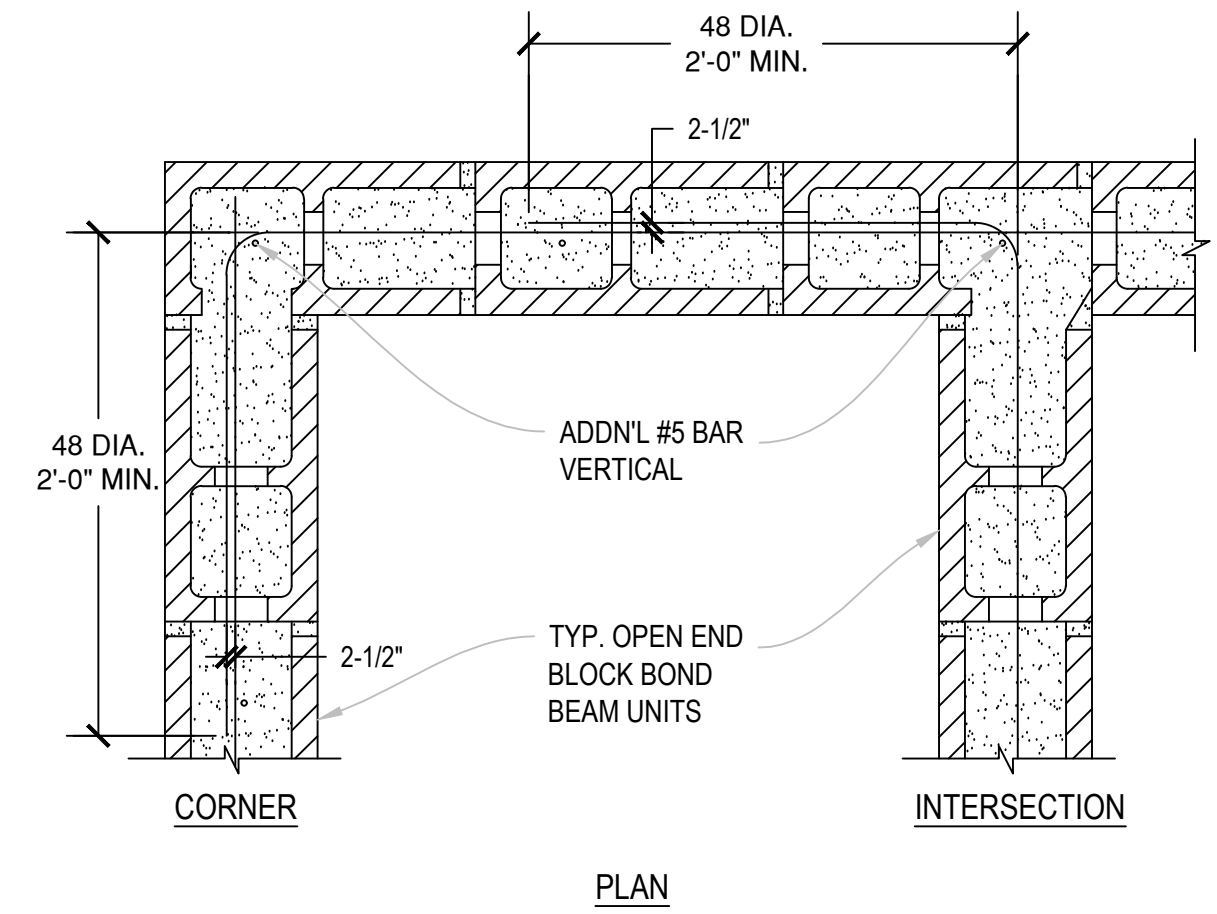 48 DIA.
2'-0" MIN.
2-1/2"
48 DIA.
2'-0" MIN.
ADDN'L #5 BAR
VERTICAL
2-1/2"
TYP. OPEN END
BLOCK BOND
BEAM UNITS
CORNER
INTERSECTION
PLAN